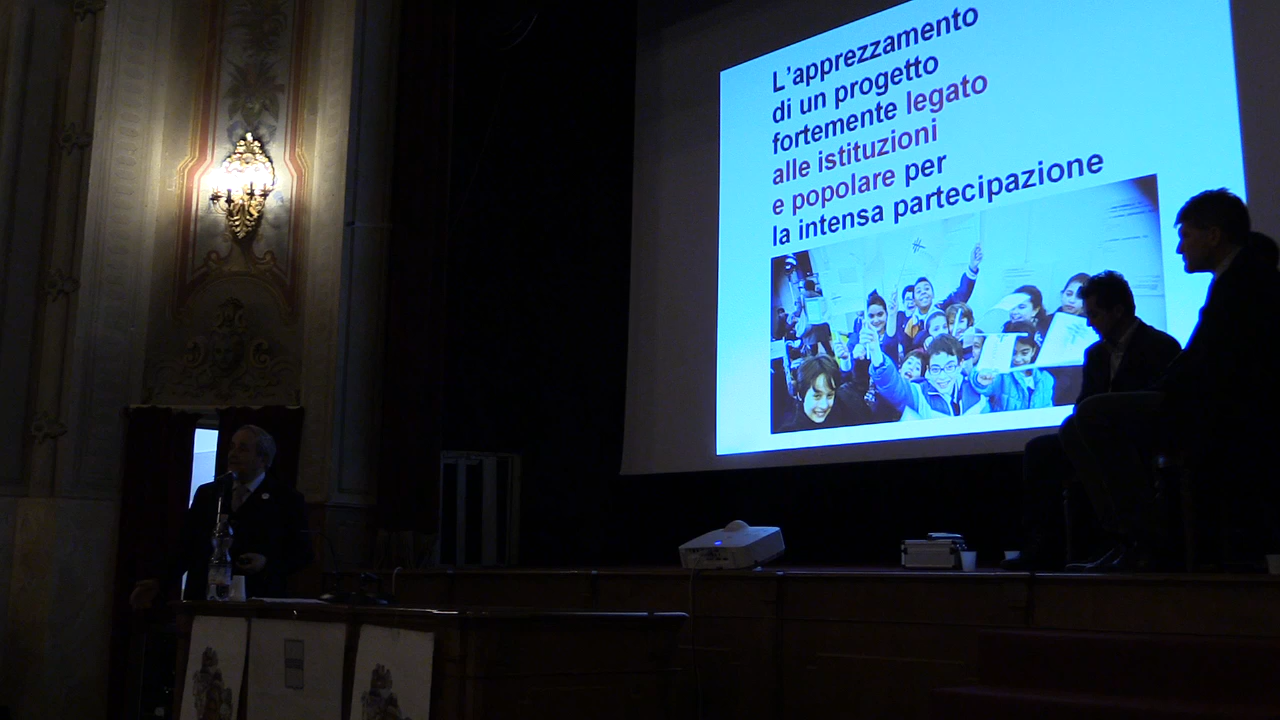 L'apprezzamento
di un progetto
fortemente legato
alle istituzioni
e popolare per
la intensa partecipazione